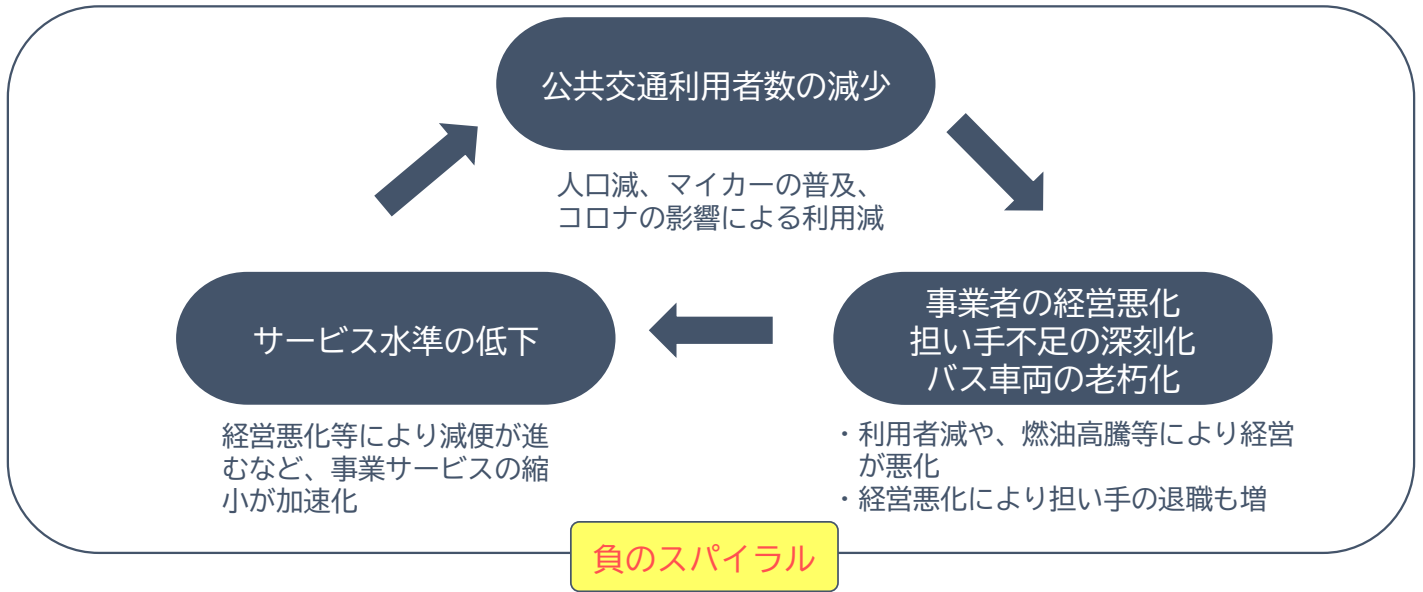 公共交通利用者数の減少
人口減、マイカーの普及、
コロナの影響による利用減
事業者の経営悪化
担い手不足の深刻化
バス車両の老朽化
・利用者減や、燃油高騰等により経営
が悪化
・経営悪化により担い手の退職も増
サービス水準の低下
経営悪化等により減便が進
むなど、事業サービスの縮
小が加速化
負のスパイラル